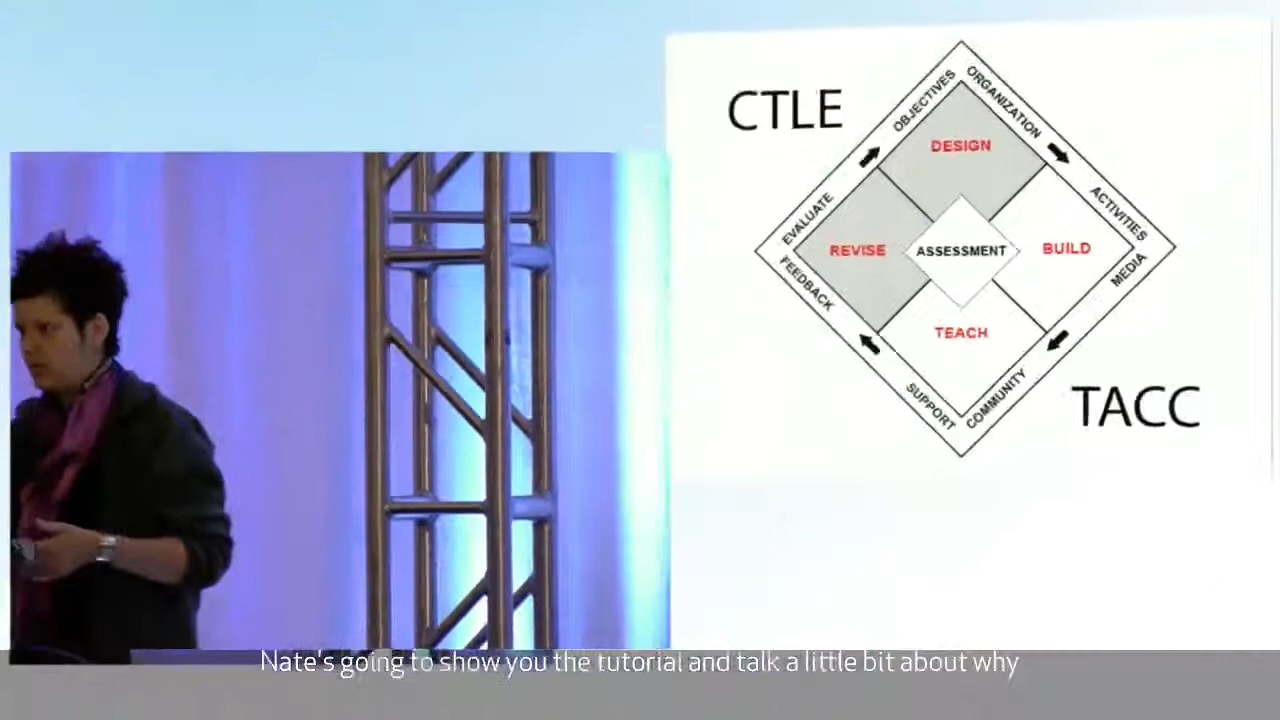 CTLE
OBJECTIVES
ORGANIZATION
DESIGN
EVALUATE
ACTIVITIES
REVISE
ASSESSMENT
BUILD
FEEDBACK
MEDIA
TEACH
SUPPORT
COMMUNITY
TACC
Nate's going to show you the tutorial and talk a little bit about why